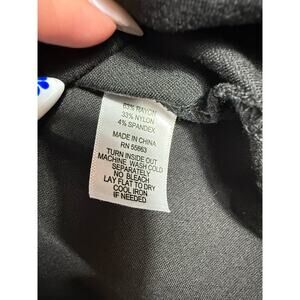 63% RAYON
33% NYLON
4% SPANDEX
MADE IN CHINA
RN 55663
TURN INSIDE OUT
MACHINE WASH COLD
SEPARATELY
NO BLEACH
LAY FLAT TO DRY
COOL IRON
IF NEEDED